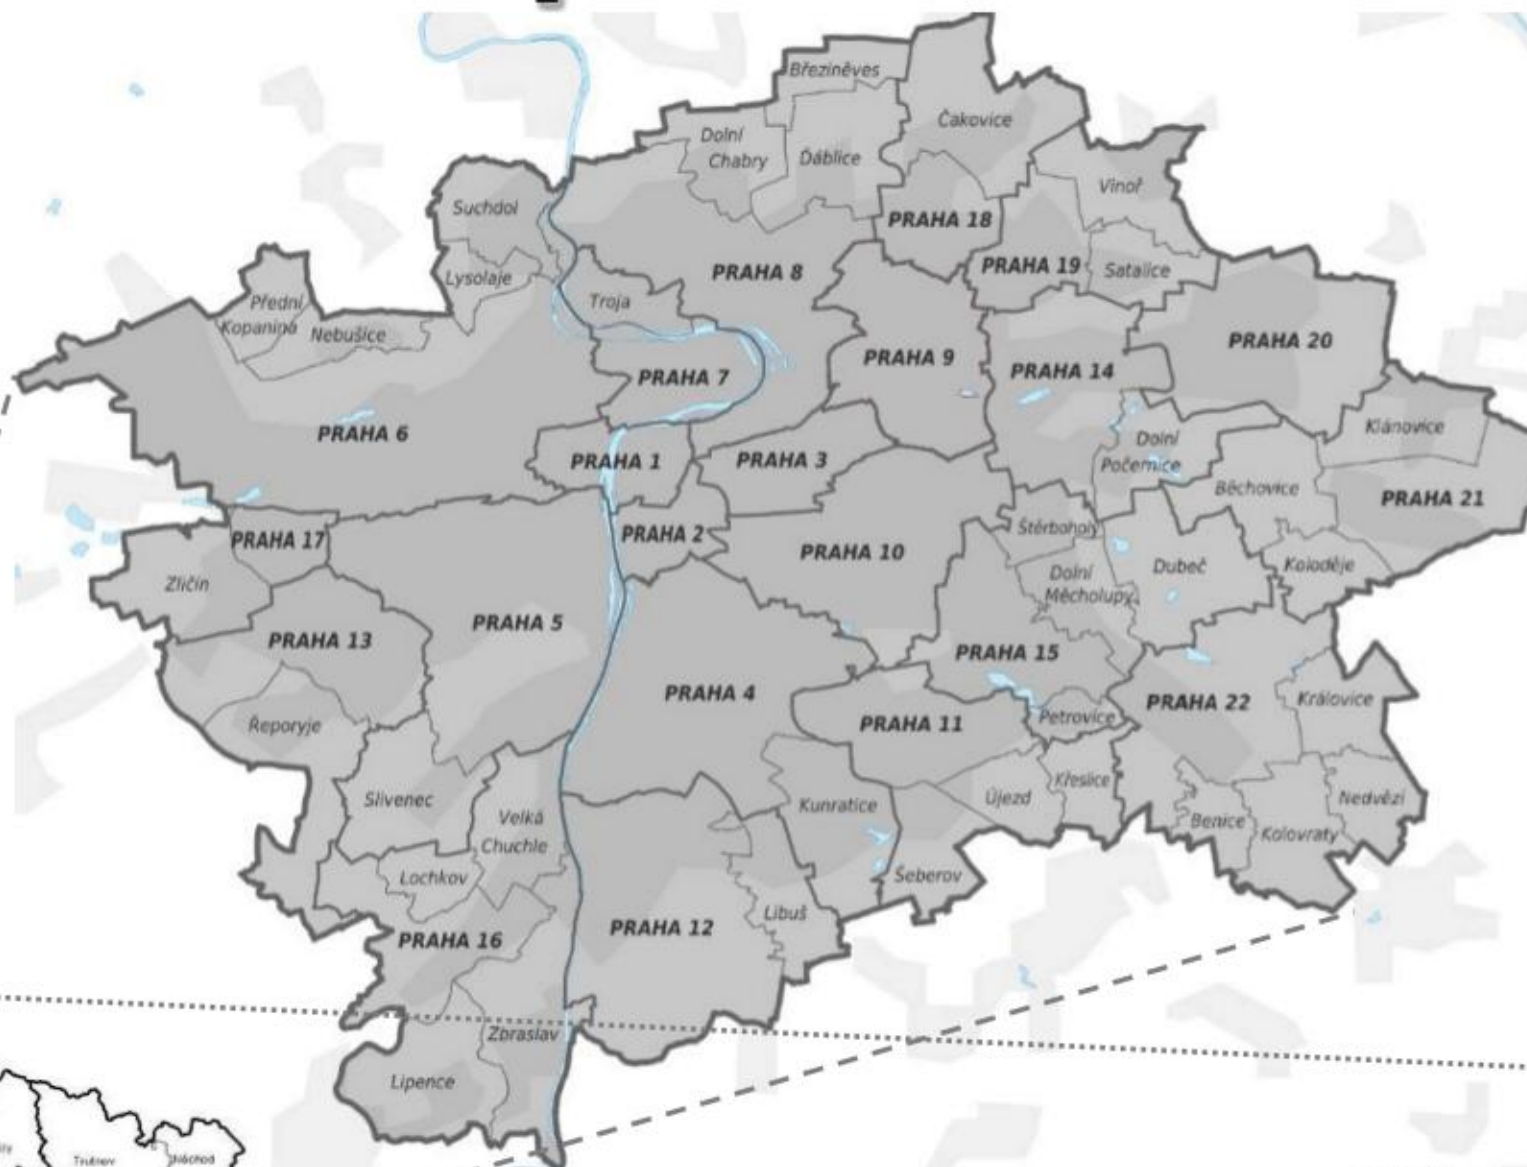 Březiněves
Čakovice
Dolní
Chabry
Ďáblice
Vinoř
Suchdol
PRAHA 18
Lysolaje
PRAHA 8
PRAHA 19
Satalice
Přední
Kopanina
Nebušice
Troja
PRAHA 20
PRAHA 9
PRAHA 14
PRAHA 7
PRAHA 6
Klánovice
Dolní
Počernice
PRAHA 1
PRAHA 3
Běchovice
PRAHA 21
PRAHA 17
PRAHA 2
Štěrboholy
PRAHA 10
Dubeč
Koloděje
Zličín
Dolní
Měcholupy
PRAHA 5
PRAHA 13
PRAHA 15
PRAHA 4
PRAHA 22
Královice
Řeporyje
PRAHA 11
Petrovice
Slivenec
Kunratice
Újezd
Křeslice
Nedvězí
Velká
Chuchle
Benice
Kolovraty
Lochkov
Šeberov
Libuš
PRAHA 16
PRAHA 12
Zbraslav
Lipence
Trutnov
Náchod